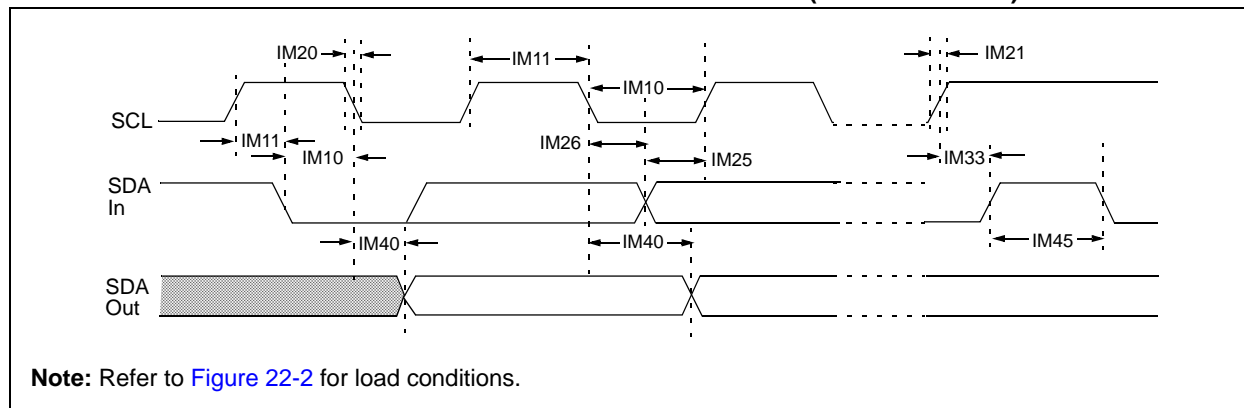 IM20
IM11
IM10
IM21
SCL
IM11
IM10
IM26
IM25
IM33
SDA
In
IM40
IM40
IM45
SDA
Out
Note: Refer to Figure 22-2 for load conditions.